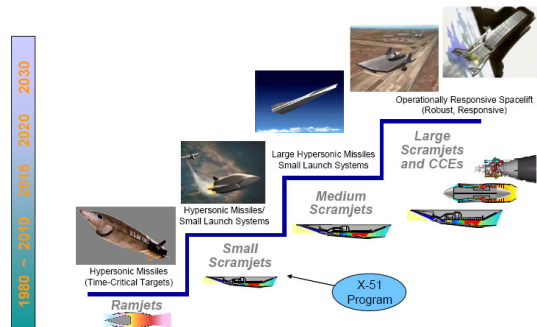 2030
2020
2015
1980 ~ 2010
Operationally Responsive Spacelift
(Robust, Responsive)
Large
Scramjets
and CCEs
Large Hypersonic Missiles
Small Launch Systems
Medium
Scramjets
Hypersonic Missiles/
Small Launch Systems
Small
Scramjets
X-51
Program
Hypersonic Missiles
(Time-Critical Targets)
Ramjets